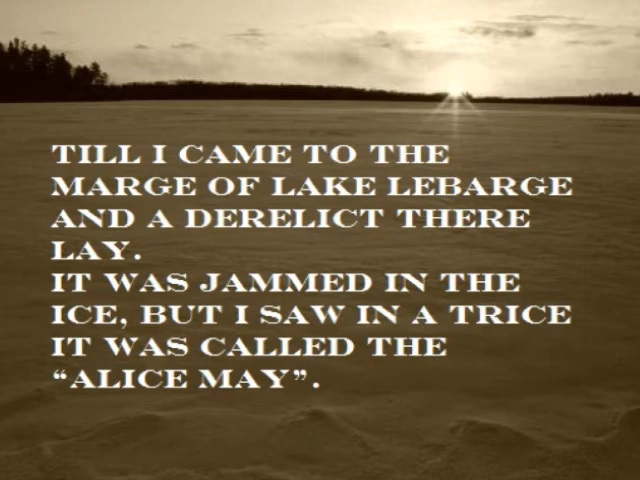 TILL I CAME TO THE
MARGE OF LAKE LEBARGE
AND A DERELICT THERE
LAY.
IT WAS JAMMED IN THE
ICE, BUT I SAW IN A TRICE
IT WAS CALLED THE
“ALICE MAY”.